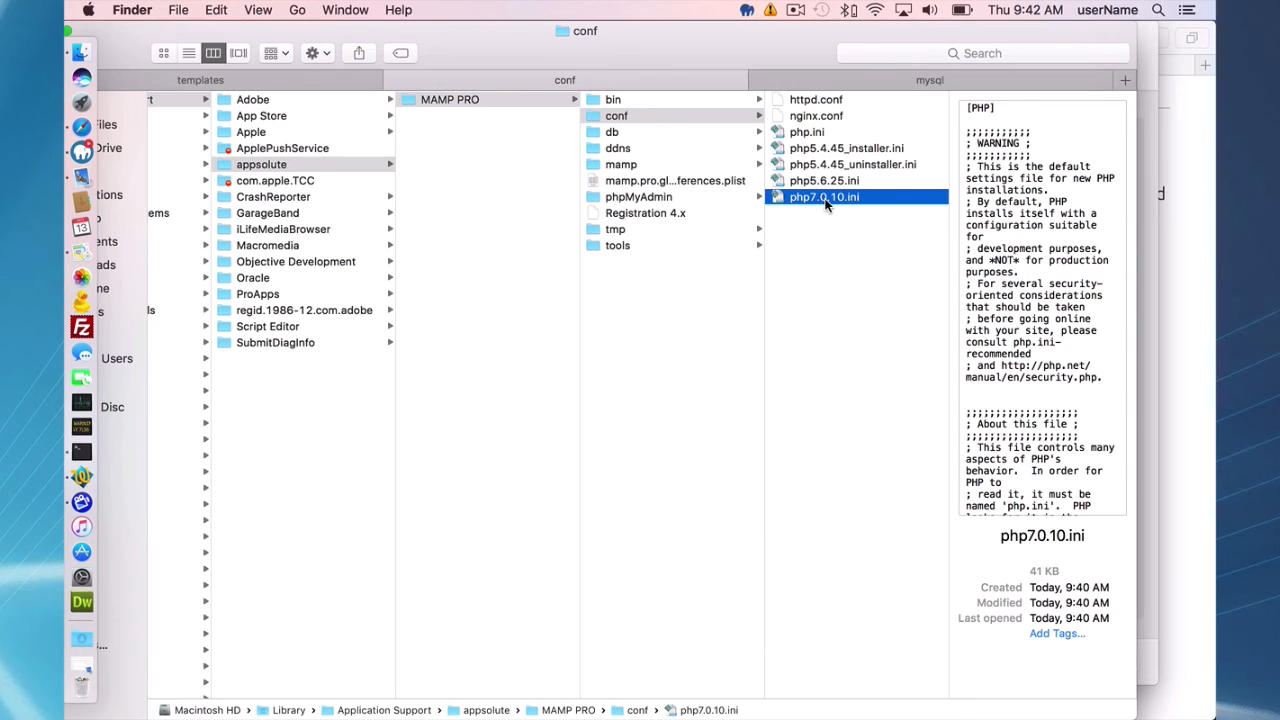 Finder File Edit View Go Window Help
Thu 9:42 AM userName
conf
Search
templates
conf
mysql
Adobe
App Store
Apple
ApplePushService
appsolute
com.apple.TCC
CrashReporter
GarageBand
iLifeMediaBrowser
Macromedia
Objective Development
Oracle
ProApps
regid.1986-12.com.adobe
Script Editor
SubmitDiagInfo
MAMP PRO
bin
conf
db
ddns
mamp
mamp.pro.gl...ferences.plist
phpMyAdmin
Registration 4.x
tmp
tools
httpd.conf
nginx.conf
php.ini
php5.4.45_installer.ini
php5.4.45_uninstaller.ini
php5.6.25.ini
php7.0.10.ini
[PHP]
;;;;;;;;;;;
; WARNING ;
;;;;;;;;;;;
; This is the default
settings file for new PHP
installations.
; By default, PHP
installs itself with a
configuration suitable
for
; development purposes,
and *NOT* for production
purposes.
; For several security-
oriented considerations
that should be taken
; before going online
with your site, please
consult php.ini-
recommended
; and http://php.net/
manual/en/security.php.
;;;;;;;;;;;;;;;;;;;
; About this file ;
;;;;;;;;;;;;;;;;;;;
; This file controls many
aspects of PHP's
behavior. In order for
PHP to
; read it, it must be
named 'php.ini'. PHP
php7.0.10.ini
41 KB
Created Today, 9:40 AM
Modified Today, 9:40 AM
Last opened Today, 9:40 AM
Add Tags...
Users
Disc
Macintosh HD Library Application Support appsolute MAMP PRO conf php7.0.10.ini